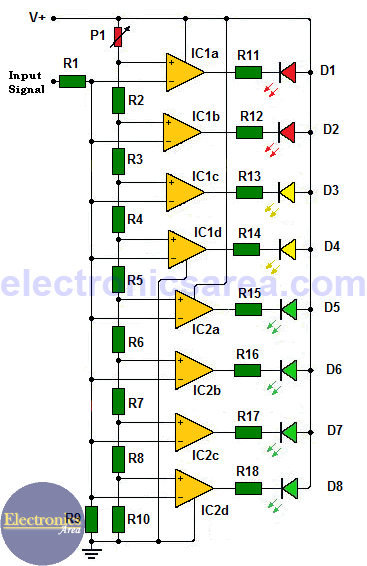 V+
P1
IC1a
R1
R11
D1
Input
Signal
R2
IC1b
R12
D2
R3
IC1c
R13
D3
R4
IC1d
R14
D4
R5
electronicsarea.com
R15
D5
IC2a
R6
R16
D6
IC2b
R7
R17
D7
IC2c
R8
R18
D8
Electronics
Area
R9
R10
IC2d
+
−
+
−
+
−
+
−
+
−
+
−
+
−
+
−